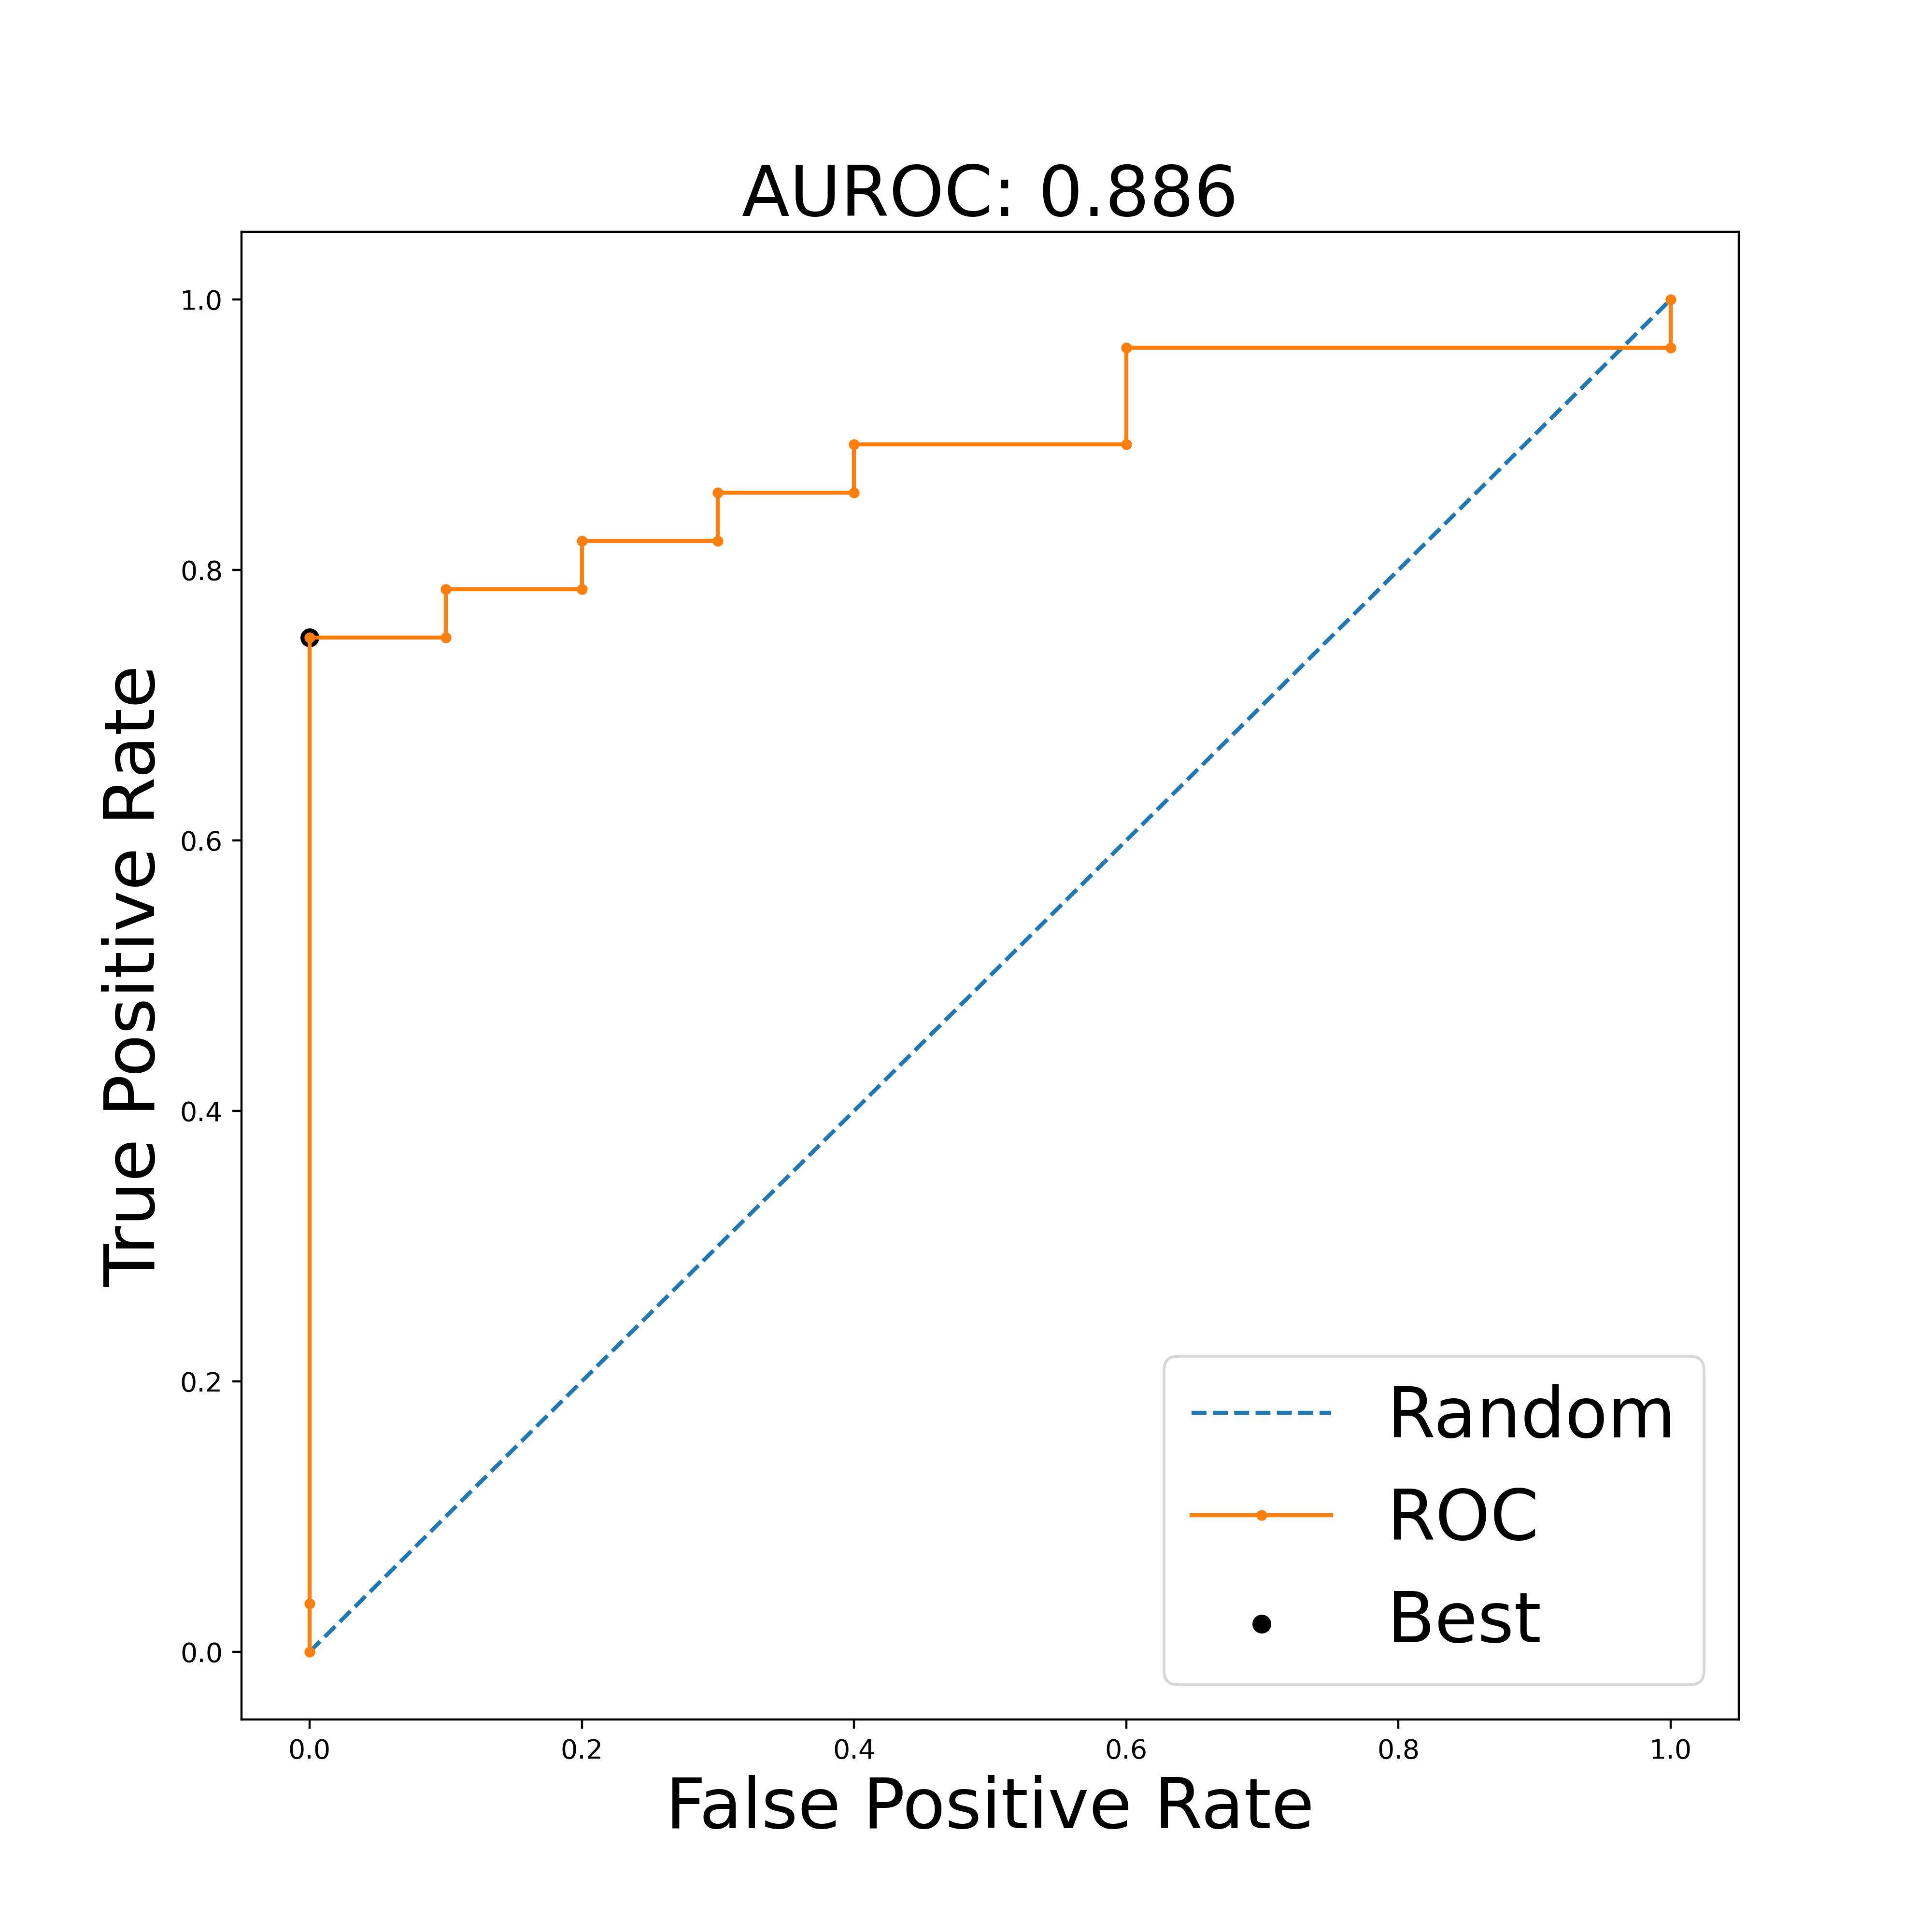 AUROC: 0.886
1.0
0.8
0.6
0.4
0.2
0.0
True Positive Rate
Random
ROC
Best
0.0 0.2 0.4 0.6 0.8 1.0
False Positive Rate